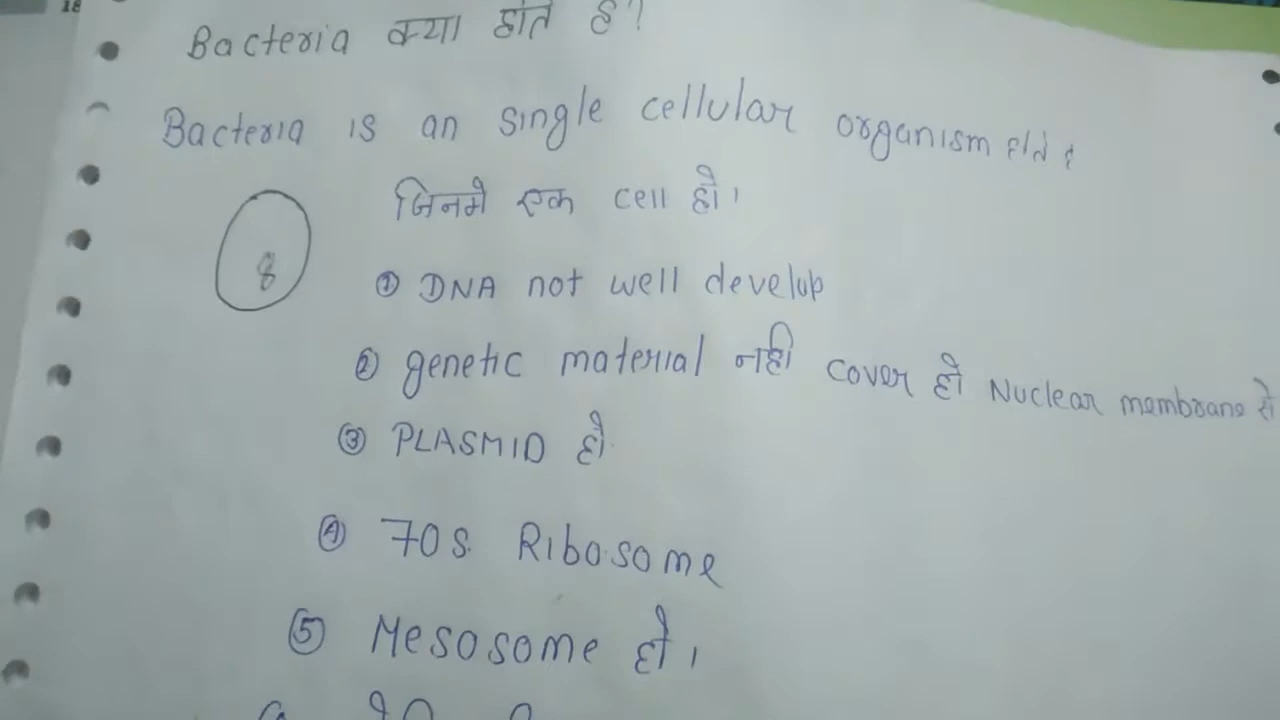 18
Bacteria क्या होते है?
Bacteria is an single cellular organism होते है
जिनमे एक cell हो।
8
① DNA not well develop
② genetic material नही cover हो Nuclear membrane से
③ PLASMID हो
④ 70s Ribosome
⑤ Mesosome हो।